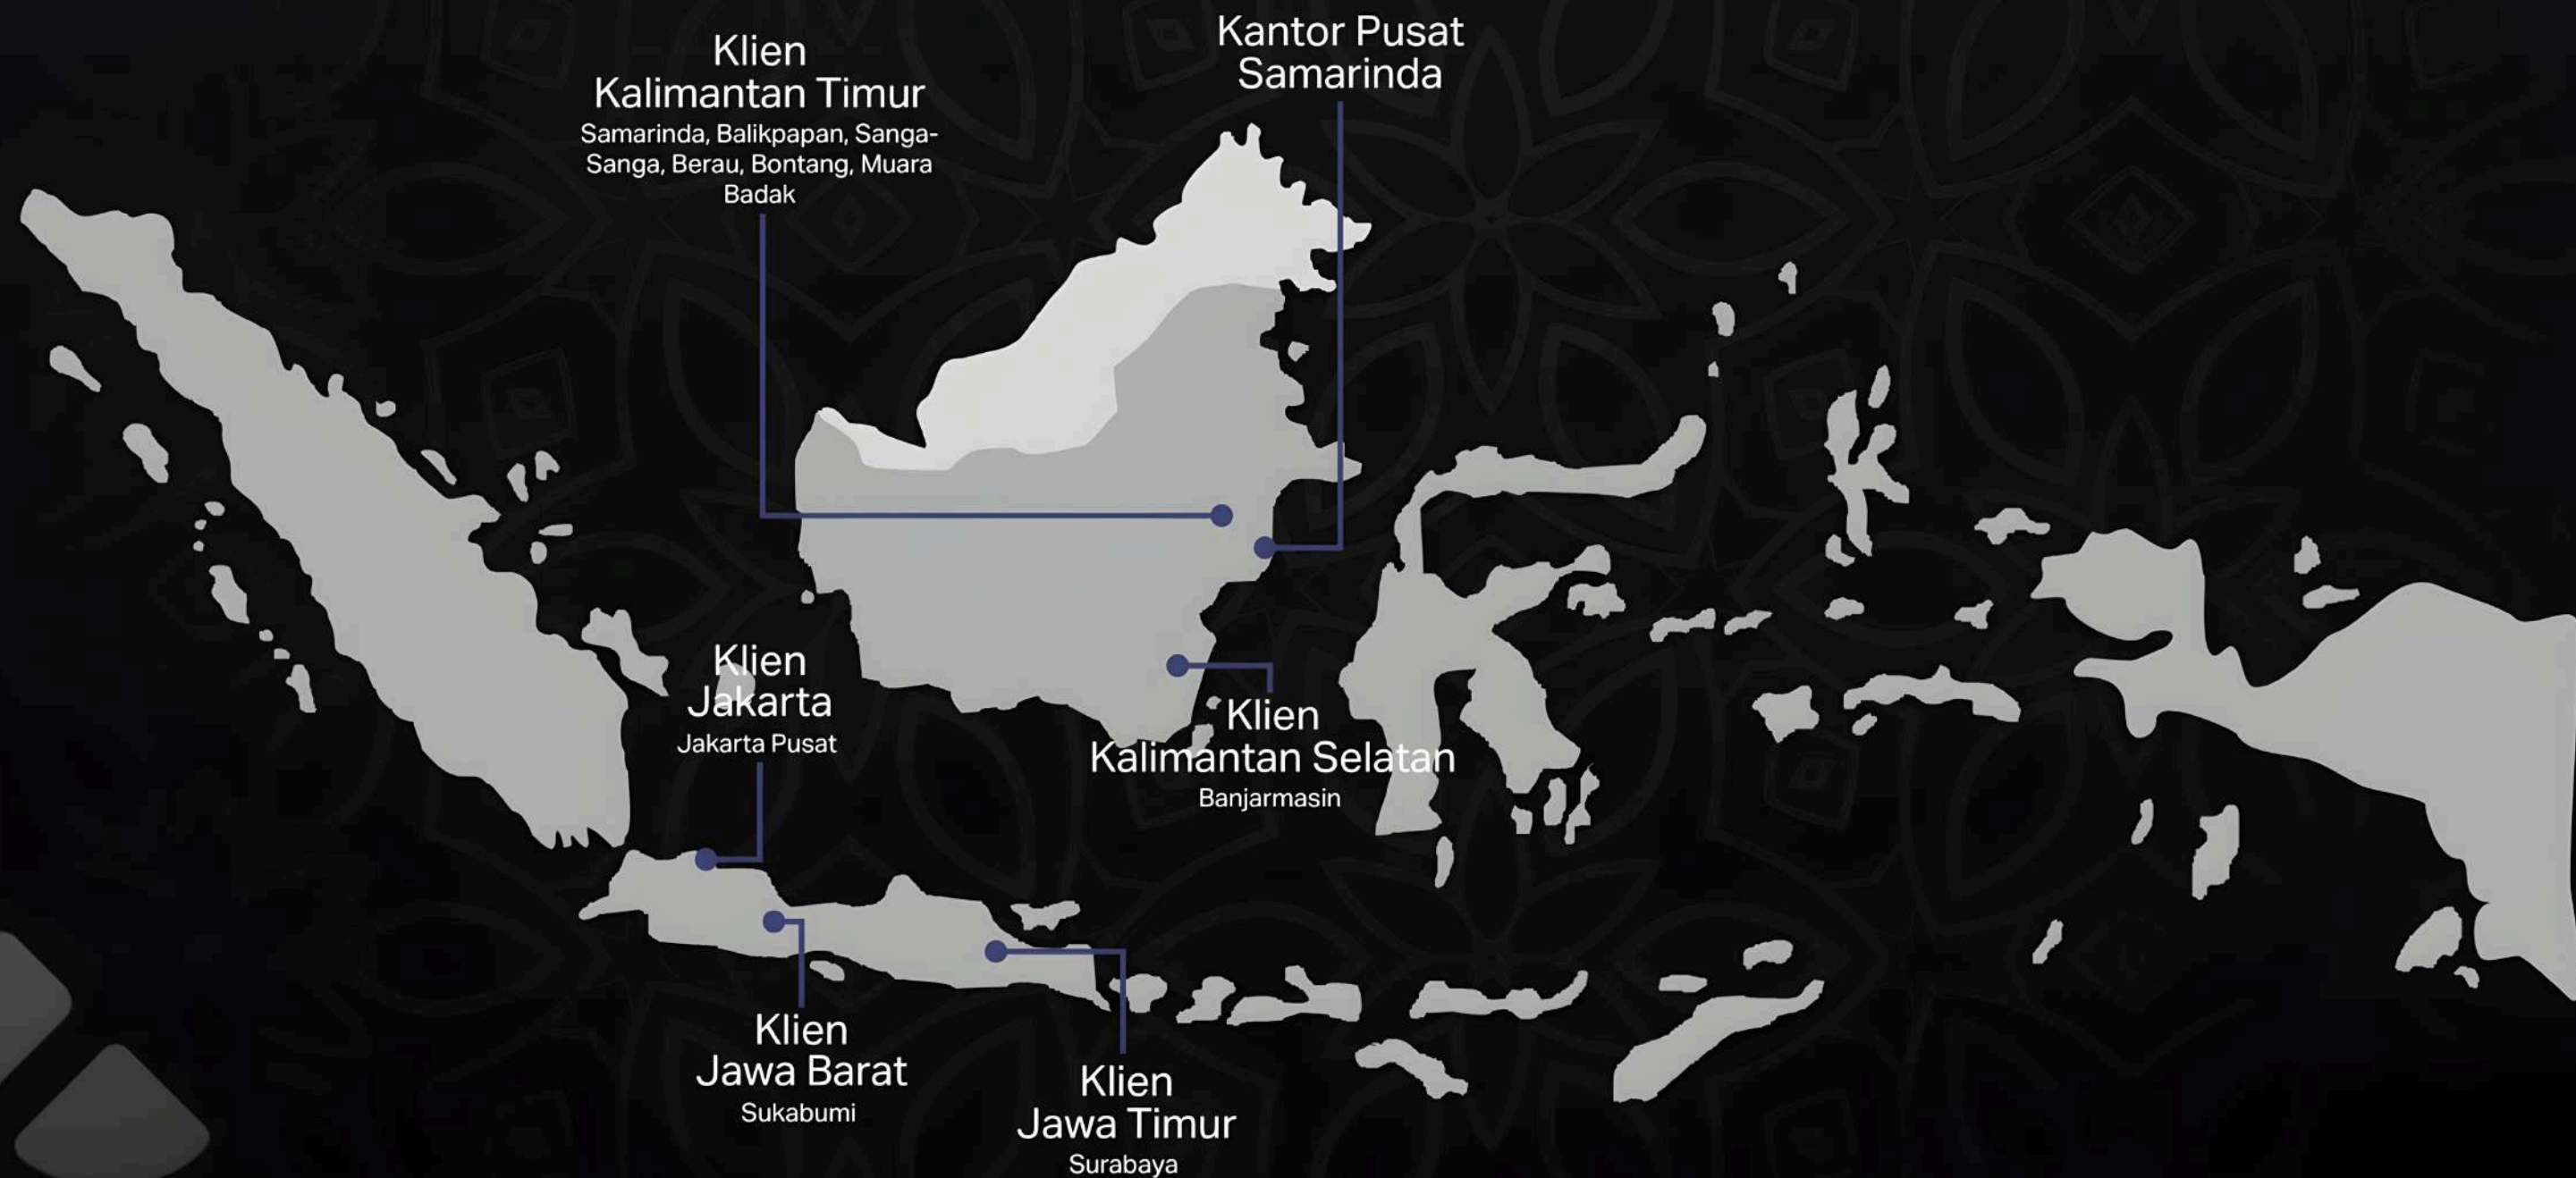 Klien
Kalimantan Timur
Samarinda, Balikpapan, Sanga-
Sanga, Berau, Bontang, Muara
Badak
Kantor Pusat
Samarinda
Klien
Jakarta
Jakarta Pusat
Klien
Kalimantan Selatan
Banjarmasin
Klien
Jawa Barat
Sukabumi
Klien
Jawa Timur
Surabaya